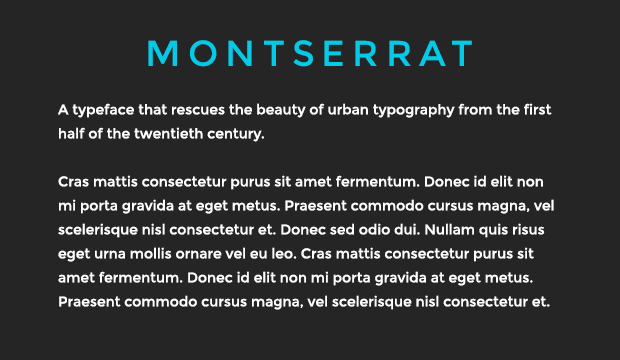 MONTSERRAT
A typeface that rescues the beauty of urban typography from the first
half of the twentieth century.
Cras mattis consectetur purus sit amet fermentum. Donec id elit non
mi porta gravida at eget metus. Praesent commodo cursus magna, vel
scelerisque nisl consectetur et. Donec sed odio dui. Nullam quis risus
eget urna mollis ornare vel eu leo. Cras mattis consectetur purus sit
amet fermentum. Donec id elit non mi porta gravida at eget metus.
Praesent commodo cursus magna, vel scelerisque nisl consectetur et.